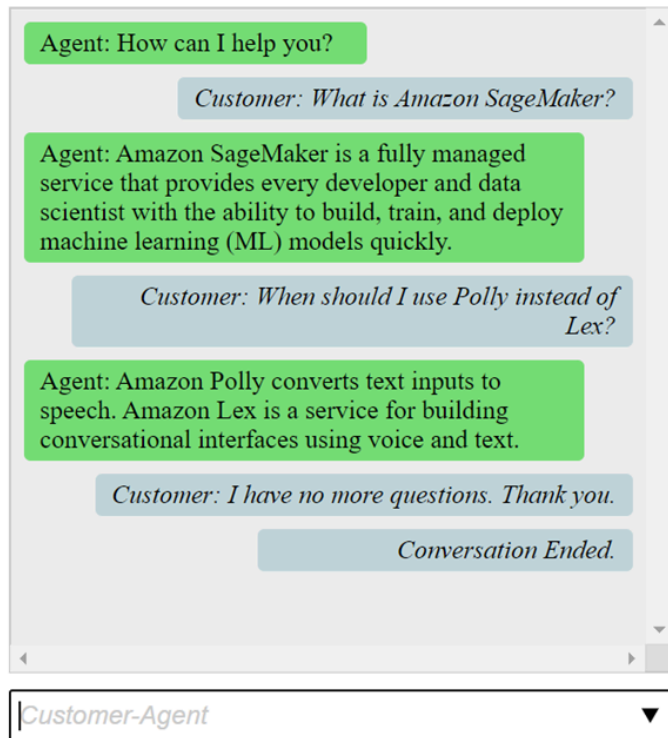 Agent: How can I help you?
Customer: What is Amazon SageMaker?
Agent: Amazon SageMaker is a fully managed
service that provides every developer and data
scientist with the ability to build, train, and deploy
machine learning (ML) models quickly.
Customer: When should I use Polly instead of
Lex?
Agent: Amazon Polly converts text inputs to
speech. Amazon Lex is a service for building
conversational interfaces using voice and text.
Customer: I have no more questions. Thank you.
Conversation Ended.
Customer-Agent